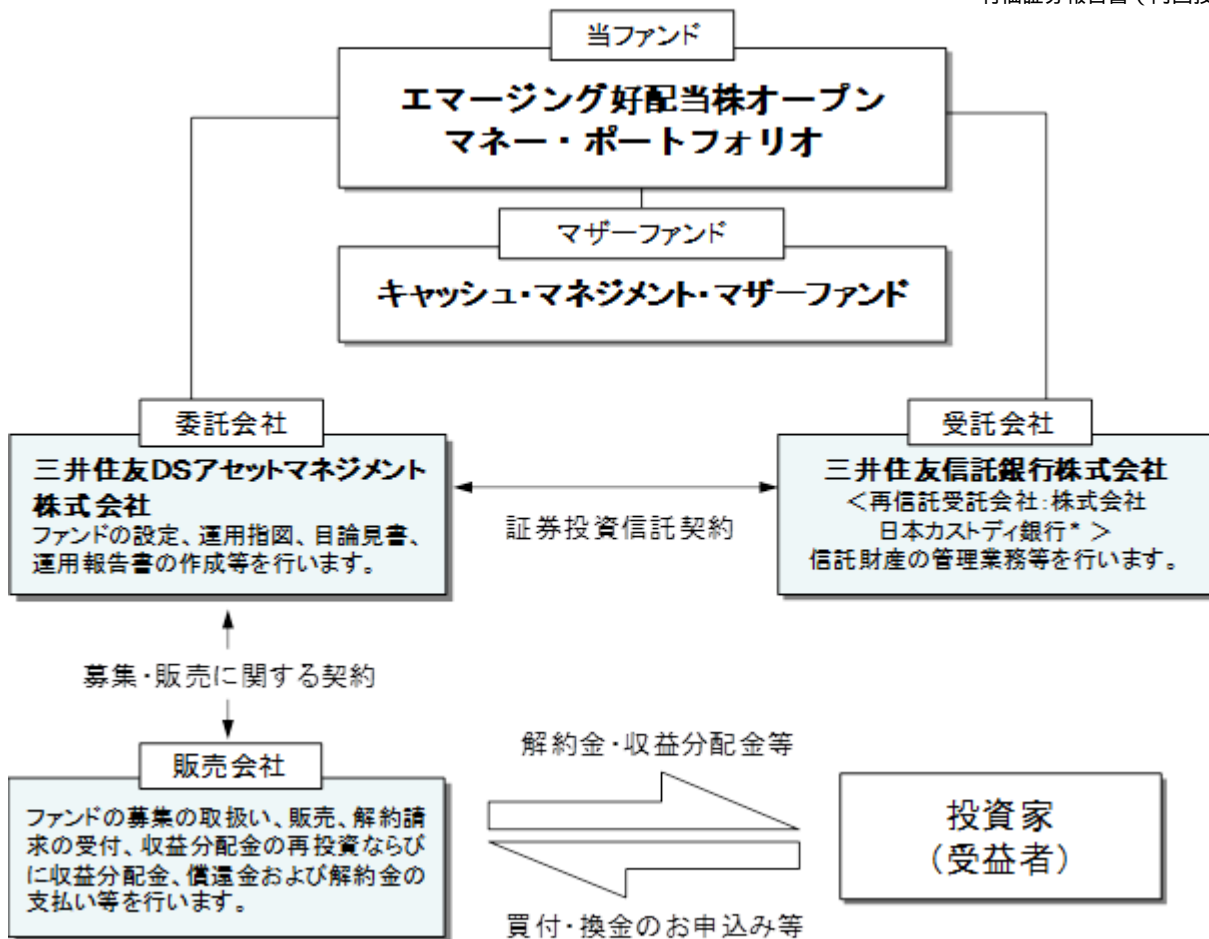 当ファンド
エマージング好配当株オープン
マネー・ポートフォリオ
マザーファンド
キャッシュ・マネジメント・マザーファンド
委託会社
三井住友DSアセットマネジメント
株式会社
ファンドの設定、運用指図、目論見書、
運用報告書の作成等を行います。
証券投資信託契約
受託会社
三井住友信託銀行株式会社
＜再信託受託会社：株式会社
日本カストディ銀行*＞
信託財産の管理業務等を行います。
募集・販売に関する契約
販売会社
ファンドの募集の取扱い、販売、解約請
求の受付、収益分配金の再投資ならび
に収益分配金、償還金および解約金の
支払い等を行います。
解約金・収益分配金等
買付・換金のお申込み等
投資家
（受益者）